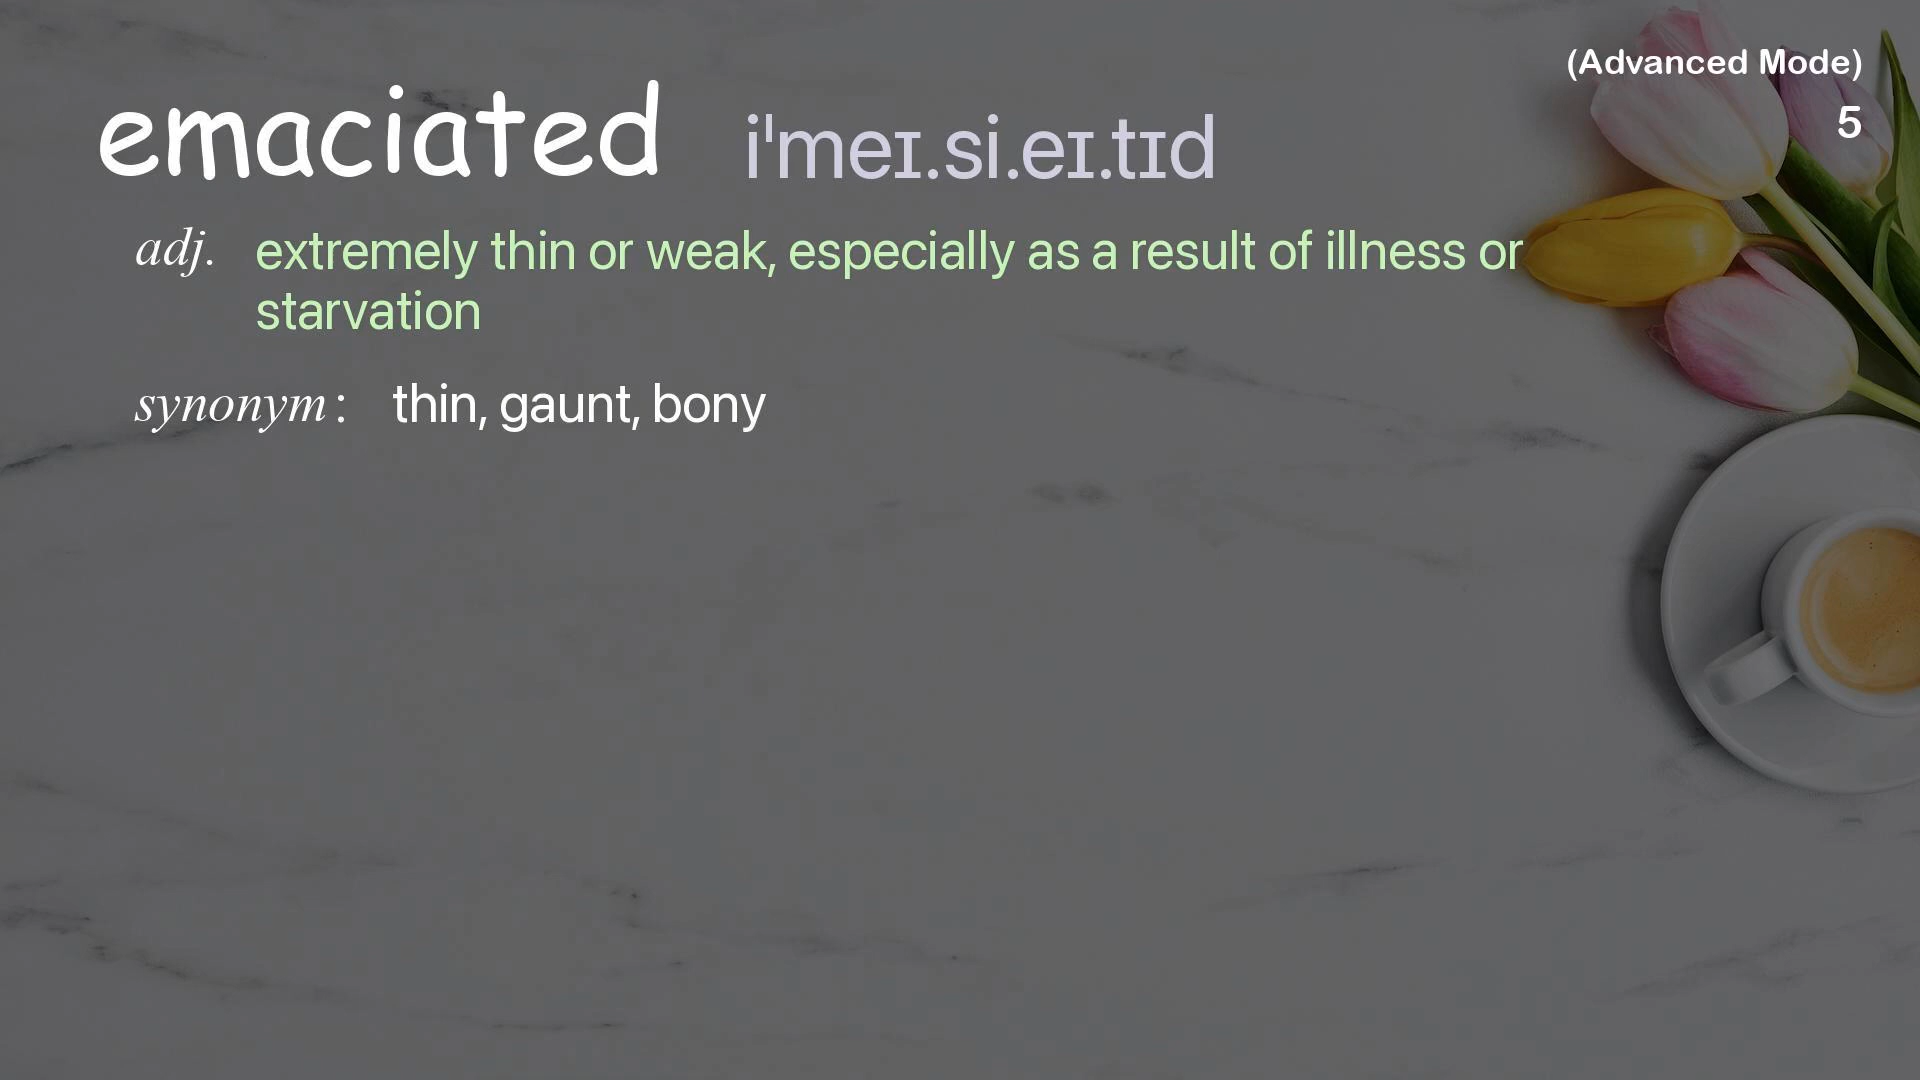 (Advanced Mode)
5
emaciated iˈmeɪ.si.eɪ.tɪd
adj. extremely thin or weak, especially as a result of illness or
starvation
synonym : thin, gaunt, bony